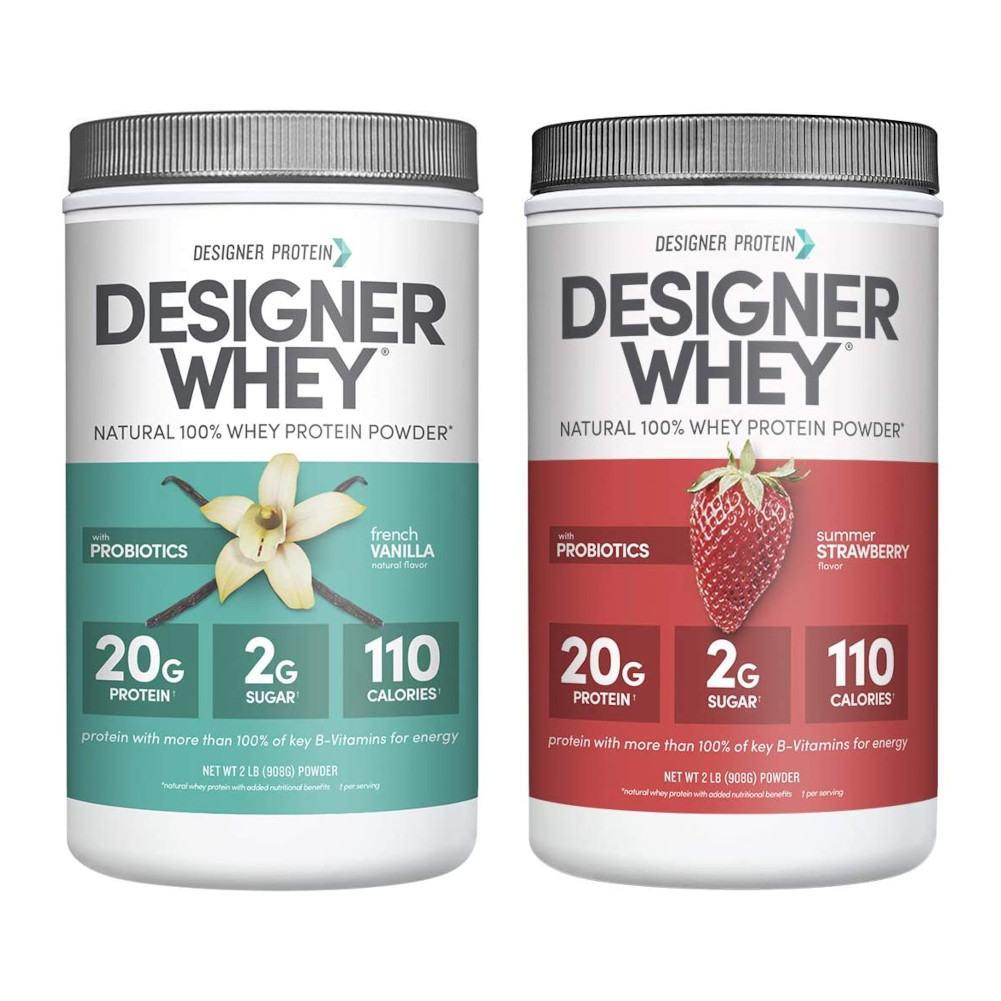 DESIGNER PROTEIN
DESIGNER
WHEY®
NATURAL 100% WHEY PROTEIN POWDER*
with
PROBIOTICS
french
VANILLA
natural flavor
20G
PROTEIN†
2G
SUGAR†
110
CALORIES†
protein with more than 100% of key B-Vitamins for energy
NET WT 2 LB (908G) POWDER
*natural whey protein with added nutritional benefits †per serving
DESIGNER PROTEIN
DESIGNER
WHEY®
NATURAL 100% WHEY PROTEIN POWDER*
with
PROBIOTICS
summer
STRAWBERRY
flavor
20G
PROTEIN†
2G
SUGAR†
110
CALORIES†
protein with more than 100% of key B-Vitamins for energy
NET WT 2 LB (908G) POWDER
*natural whey protein with added nutritional benefits †per serving